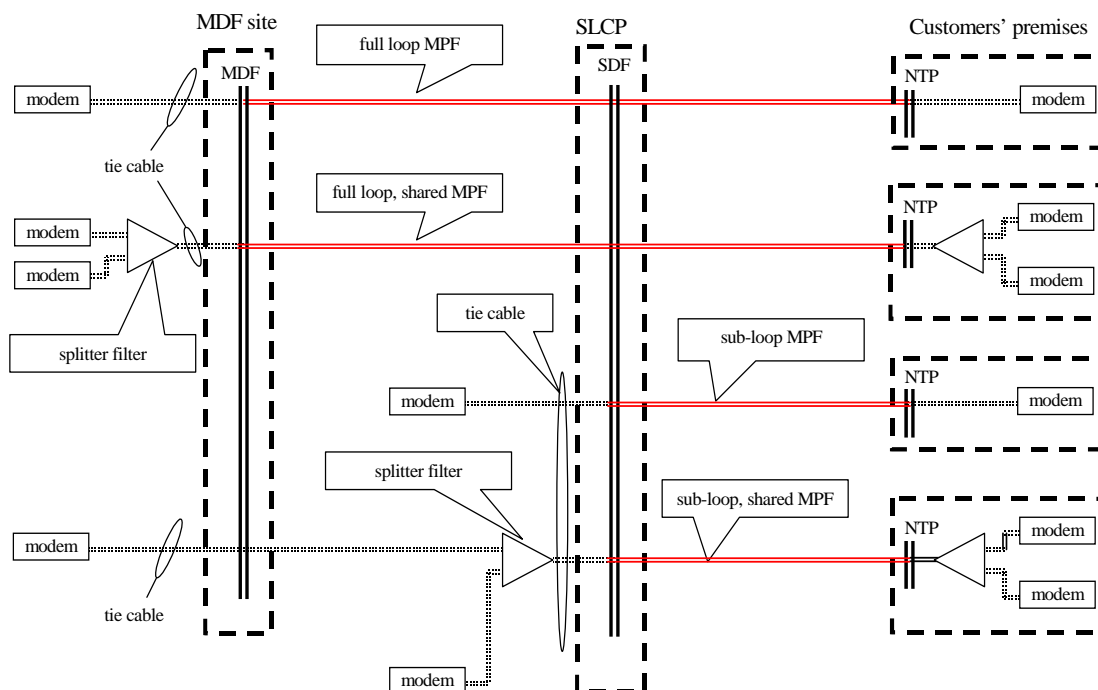 MDF site
SLCP
Customers' premises
full loop MPF
MDF
SDF
NTP
modem
modem
tie cable
full loop, shared MPF
NTP
modem
modem
modem
modem
tie cable
sub-loop MPF
splitter filter
NTP
modem
modem
splitter filter
sub-loop, shared MPF
NTP
modem
modem
modem
tie cable
modem